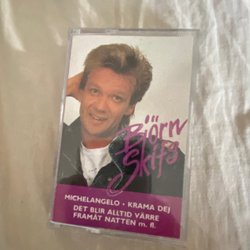 Björn
Skifs
MICHELANGELO • KRAMA DEJ
DET BLIR ALLTID VÄRRE
FRAMÅT NATTEN m. fl.